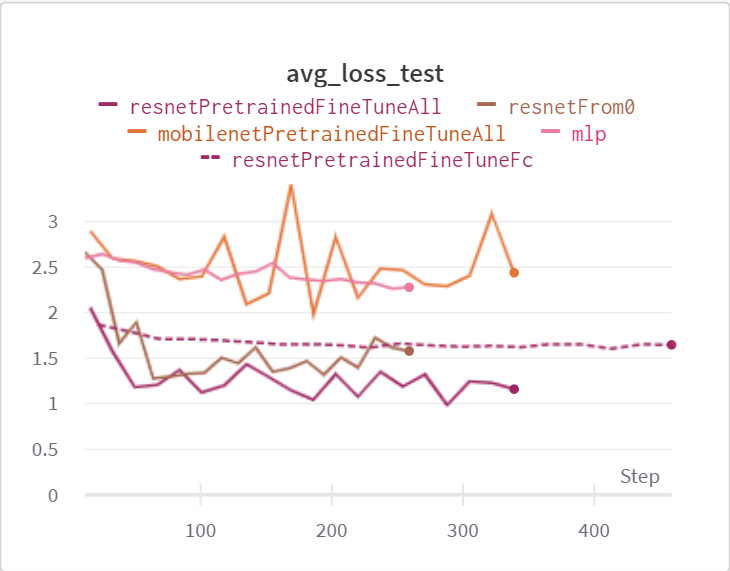 avg_loss_test
resnetPretrainedFineTuneAll resnetFrom0
mobilenetPretrainedFineTuneAll mlp
resnetPretrainedFineTuneFc
3
2.5
2
1.5
1
0.5
0
Step
100 200 300 400